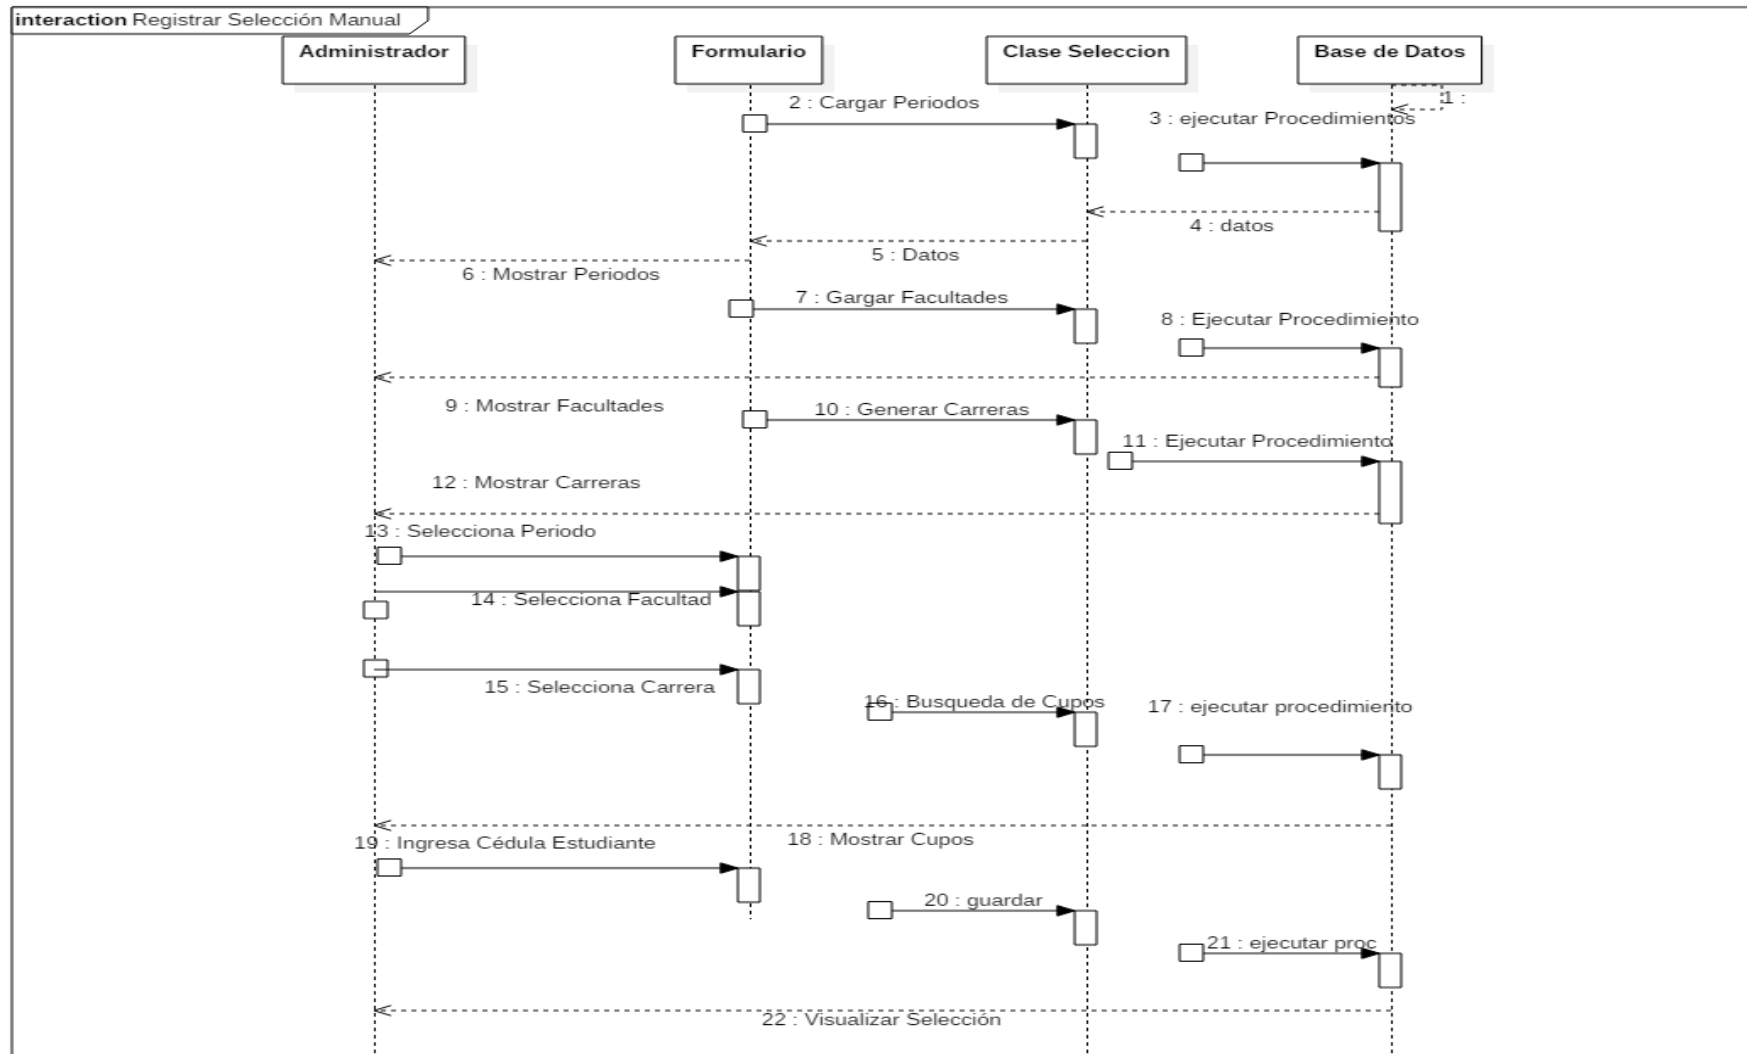 interaction Registrar Selección Manual
Administrador
Formulario
Clase Seleccion
Base de Datos
1 :
2 : Cargar Periodos
3 : ejecutar Procedimientos
4 : datos
5 : Datos
6 : Mostrar Periodos
7 : Gargar Facultades
8 : Ejecutar Procedimiento
9 : Mostrar Facultades
10 : Generar Carreras
11 : Ejecutar Procedimiento
12 : Mostrar Carreras
13 : Selecciona Periodo
14 : Selecciona Facultad
15 : Selecciona Carrera
16 : Busqueda de Cupos
17 : ejecutar procedimiento
18 : Mostrar Cupos
19 : Ingresa Cédula Estudiante
20 : guardar
21 : ejecutar proc
22 : Visualizar Selección